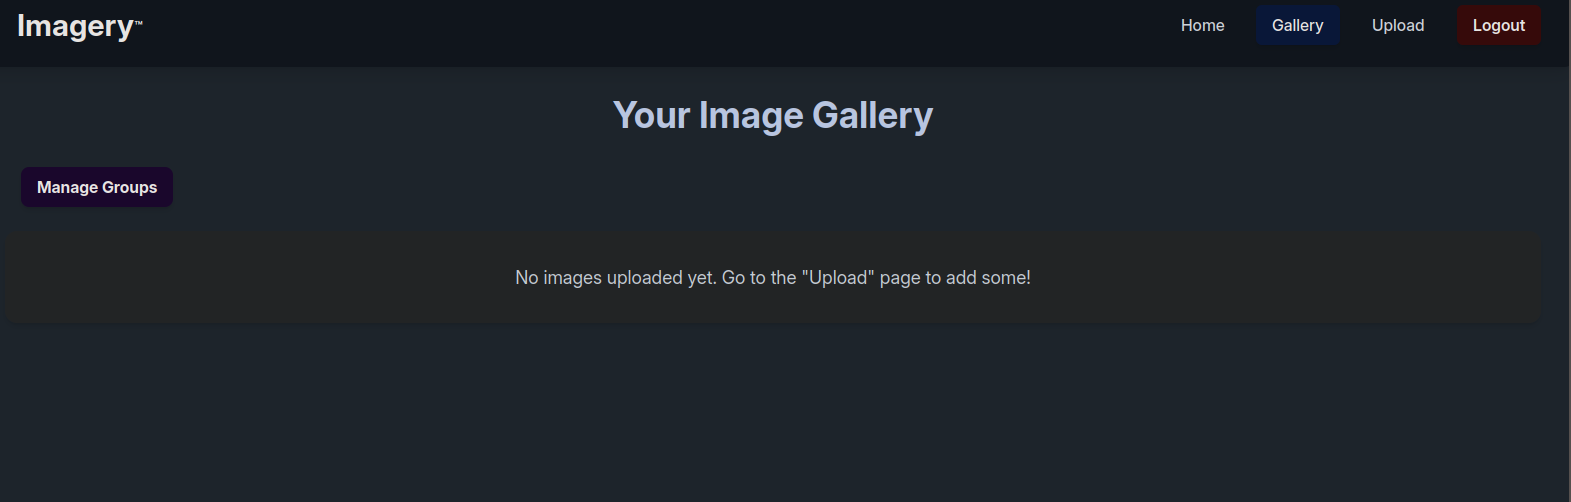 Imagery™
Home Gallery Upload Logout
Your Image Gallery
Manage Groups
No images uploaded yet. Go to the "Upload" page to add some!